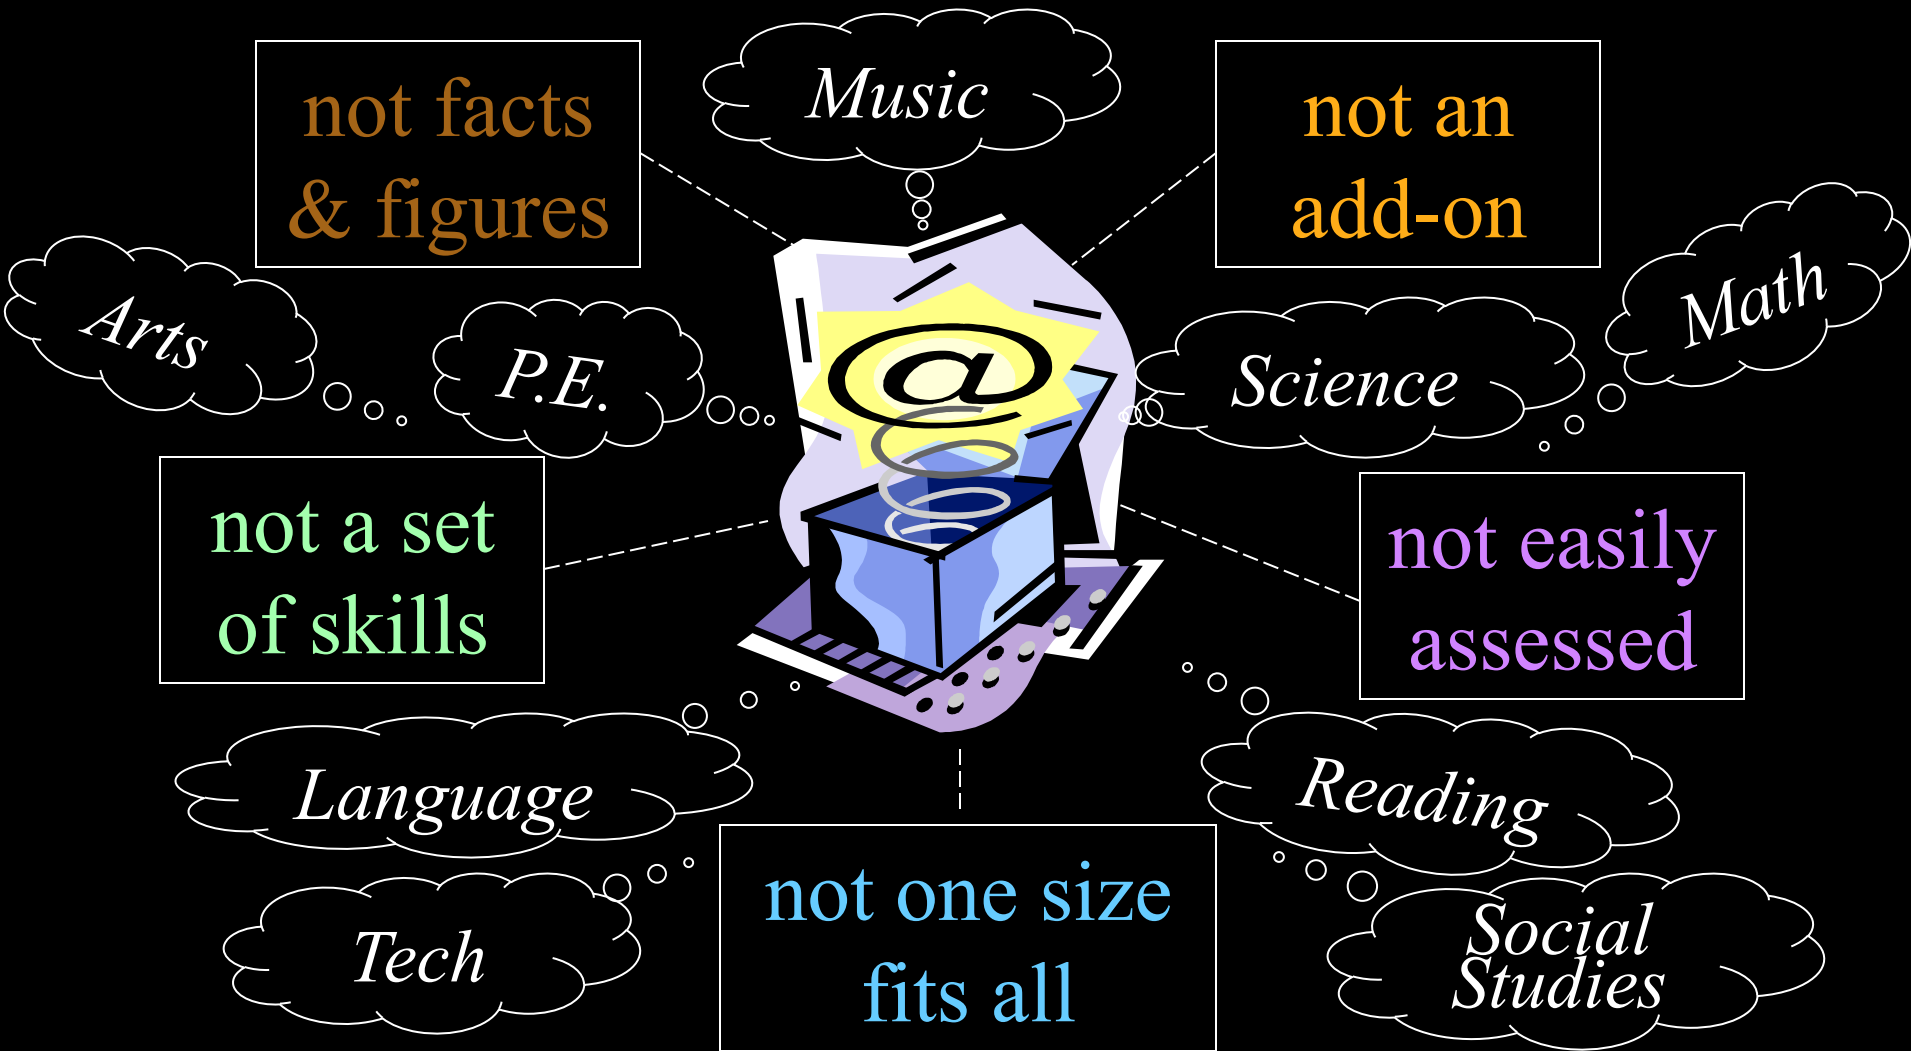 Music
not facts
& figures
not an
add-on
Arts
P.E.
Science
Math
@
not a set
of skills
not easily
assessed
Language
Reading
Tech
not one size
fits all
Social
Studies